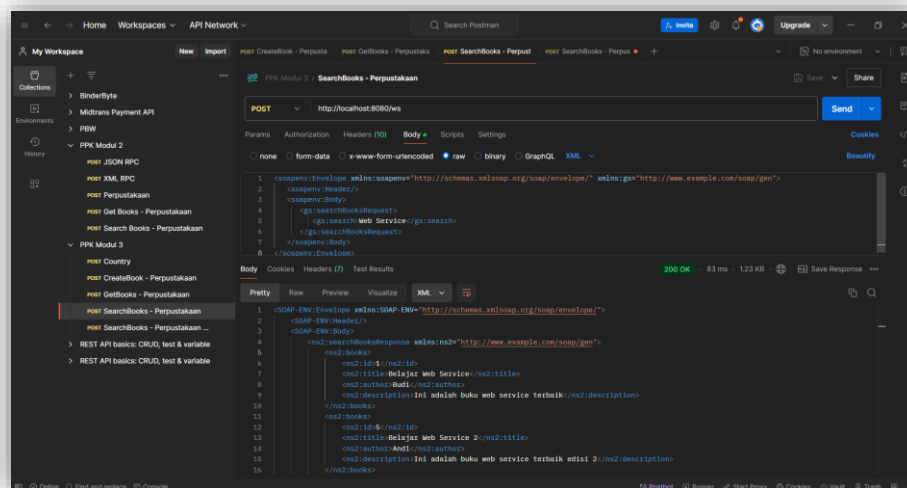 Home Workspaces API Network Search Postman Invite Upgrade
My Workspace New Import POST CreateBook - Perpusta POST GetBooks - Perpustaka POST SearchBooks - Perpust POST SearchBooks - Perpus No environment
Collections
Environments
History
BinderByte
Midtrans Payment API
PBW
PPK Modul 2
POST JSON RPC
POST XML RPC
POST Perpustakaan
POST Get Books - Perpustakaan
POST Search Books - Perpustakaan
PPK Modul 3
POST Country
POST CreateBook - Perpustakaan
POST GetBooks - Perpustakaan
POST SearchBooks - Perpustakaan
POST SearchBooks - Perpustakaan ...
REST API basics: CRUD, test & variable
REST API basics: CRUD, test & variable
PPK Modul 3 / SearchBooks - Perpustakaan Save Share
POST http://localhost:8080/ws Send
Params Authorization Headers (10) Body Scripts Settings Cookies
none form-data x-www-form-urlencoded raw binary GraphQL XML Beautify
1 <soapenv:Envelope xmlns:soapenv="http://schemas.xmlsoap.org/soap/envelope/" xmlns:gs="http://www.example.com/soap/gen">
2 <soapenv:Header/>
3 <soapenv:Body>
4 <gs:searchBooksRequest>
5 <gs:search>Web Service</gs:search>
6 </gs:searchBooksRequest>
7 </soapenv:Body>
8 </soapenv:Envelope>
Body Cookies Headers (7) Test Results 200 OK 83 ms 1.23 KB Save Response
Pretty Raw Preview Visualize XML
1 <SOAP-ENV:Envelope xmlns:SOAP-ENV="http://schemas.xmlsoap.org/soap/envelope/">
2 <SOAP-ENV:Header/>
3 <SOAP-ENV:Body>
4 <ns2:searchBooksResponse xmlns:ns2="http://www.example.com/soap/gen">
5 <ns2:books>
6 <ns2:id>1</ns2:id>
7 <ns2:title>Belajar Web Service</ns2:title>
8 <ns2:author>Budi</ns2:author>
9 <ns2:description>Ini adalah buku web service terbaik</ns2:description>
10 </ns2:books>
11 <ns2:books>
12 <ns2:id>5</ns2:id>
13 <ns2:title>Belajar Web Service 2</ns2:title>
14 <ns2:author>Andi</ns2:author>
15 <ns2:description>Ini adalah buku web service terbaik edisi 2</ns2:description>
16 </ns2:books>
Online Find and replace Console Postbot Runner Start Proxy Cookies Vault Trash